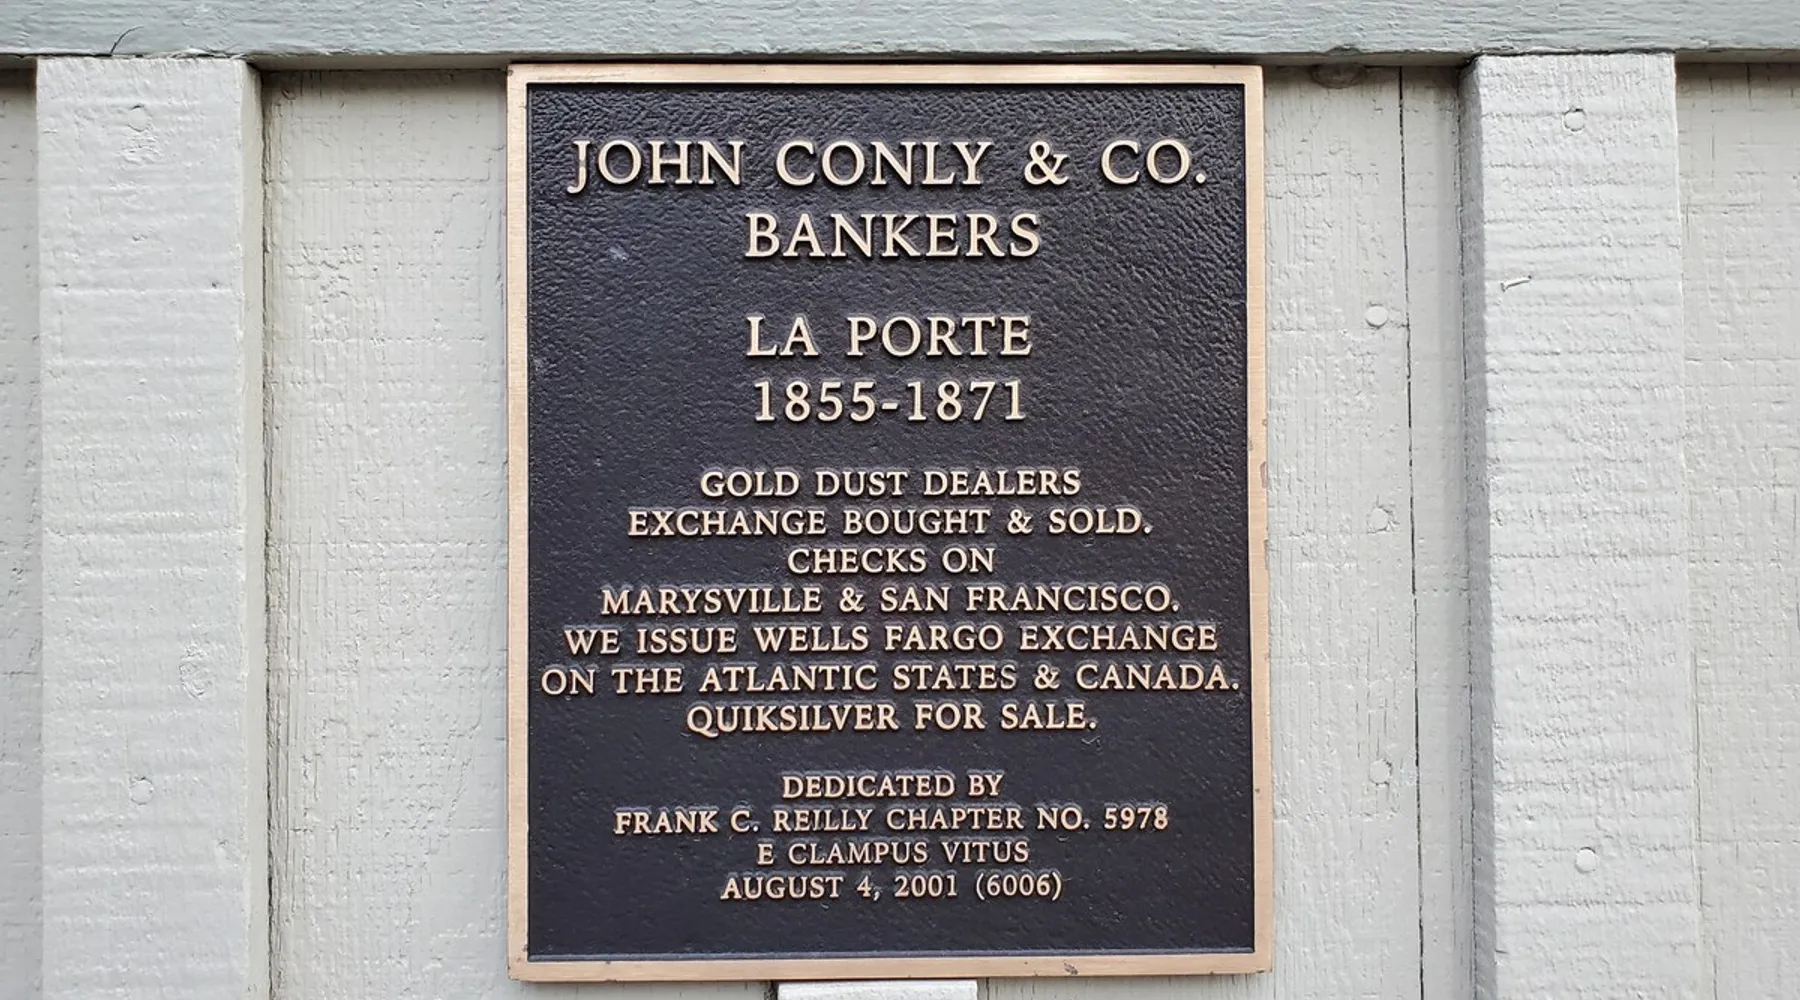 JOHN CONLY & CO.
BANKERS
LA PORTE
1855-1871
GOLD DUST DEALERS
EXCHANGE BOUGHT & SOLD.
CHECKS ON
MARYSVILLE & SAN FRANCISCO.
WE ISSUE WELLS FARGO EXCHANGE
ON THE ATLANTIC STATES & CANADA.
QUIKSILVER FOR SALE.
DEDICATED BY
FRANK C. REILLY CHAPTER NO. 5978
E CLAMPUS VITUS
AUGUST 4, 2001 (6006)